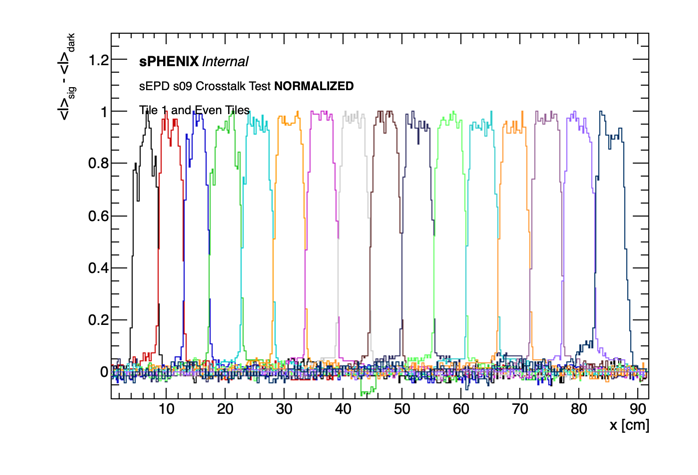 <I>sig - <I>dark
1.2
1
0.8
0.6
0.4
0.2
0
sPHENIX Internal
sEPD s09 Crosstalk Test NORMALIZED
Tile 1 and Even Tiles
10 20 30 40 50 60 70 80 90
x [cm]